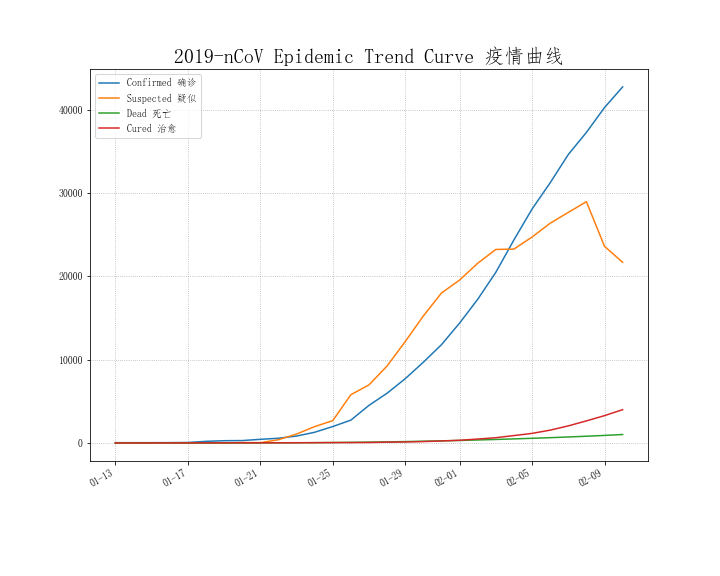 2019-nCoV Epidemic Trend Curve 疫情曲线
Confirmed 确诊
Suspected 疑似
Dead 死亡
Cured 治愈
40000
30000
20000
10000
0
01-13
01-17
01-21
01-25
01-29
02-01
02-05
02-09